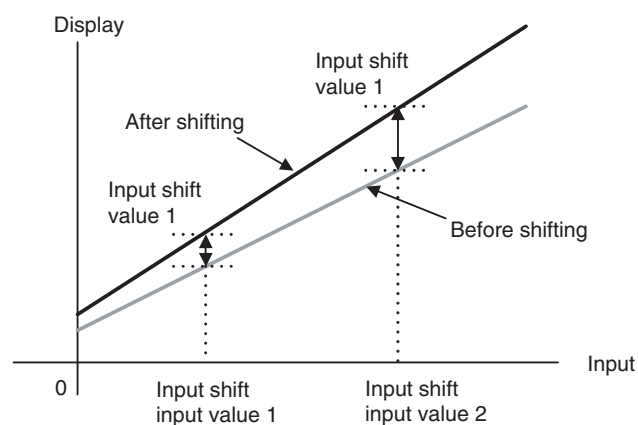 Display
Input shift
value 1
After shifting
Input shift
value 1
Before shifting
Input
0
Input shift
input value 1
Input shift
input value 2